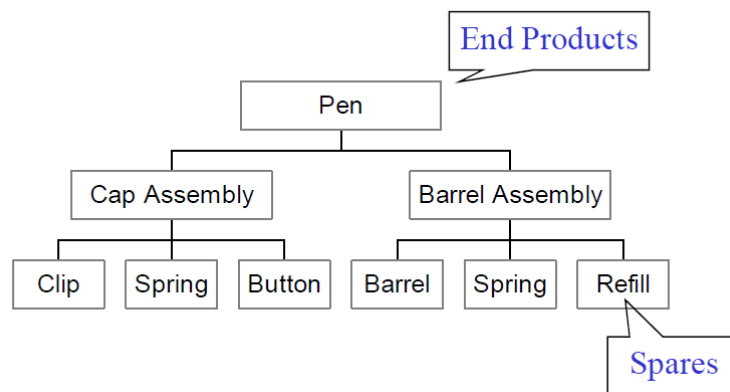 End Products
Pen
Cap Assembly
Barrel Assembly
Clip
Spring
Button
Barrel
Spring
Refill
Spares